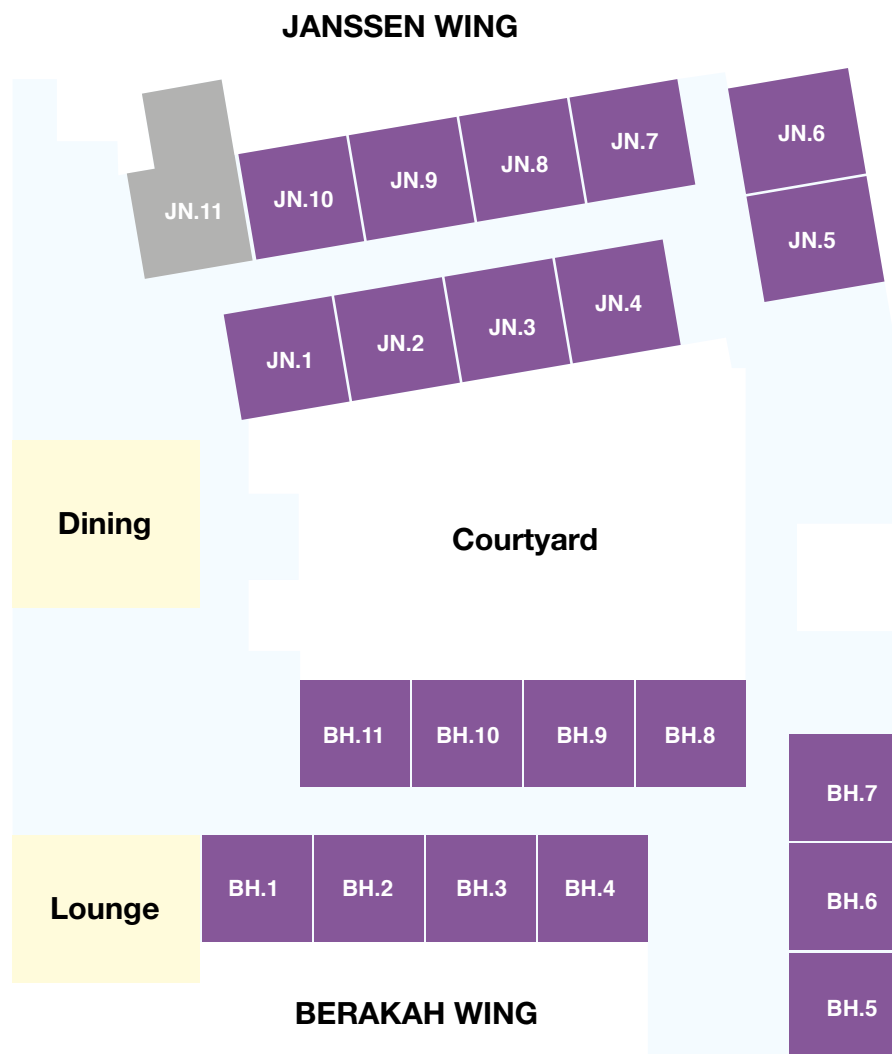 JANSSEN WING
JN.6
JN.7
JN.8
JN.9
JN.10
JN.11
JN.5
JN.4
JN.3
JN.2
JN.1
Dining
Courtyard
BH.11
BH.10
BH.9
BH.8
BH.7
BH.1
BH.2
BH.3
BH.4
BH.6
Lounge
BH.5
BERAKAH WING